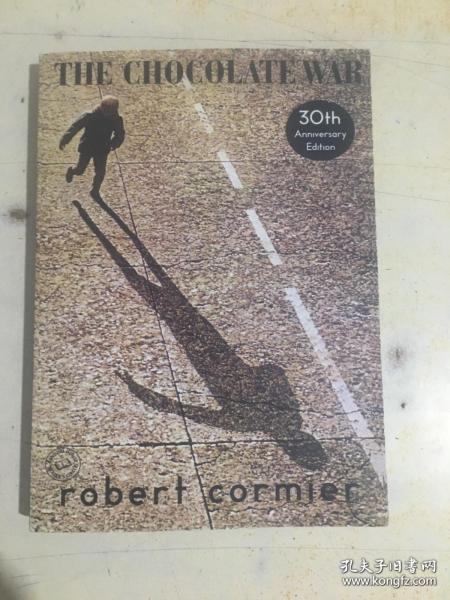 THE CHOCOLATE WAR
30th
Anniversary
Edition
robert cormier
孔夫子旧书网
www.kongfz.com